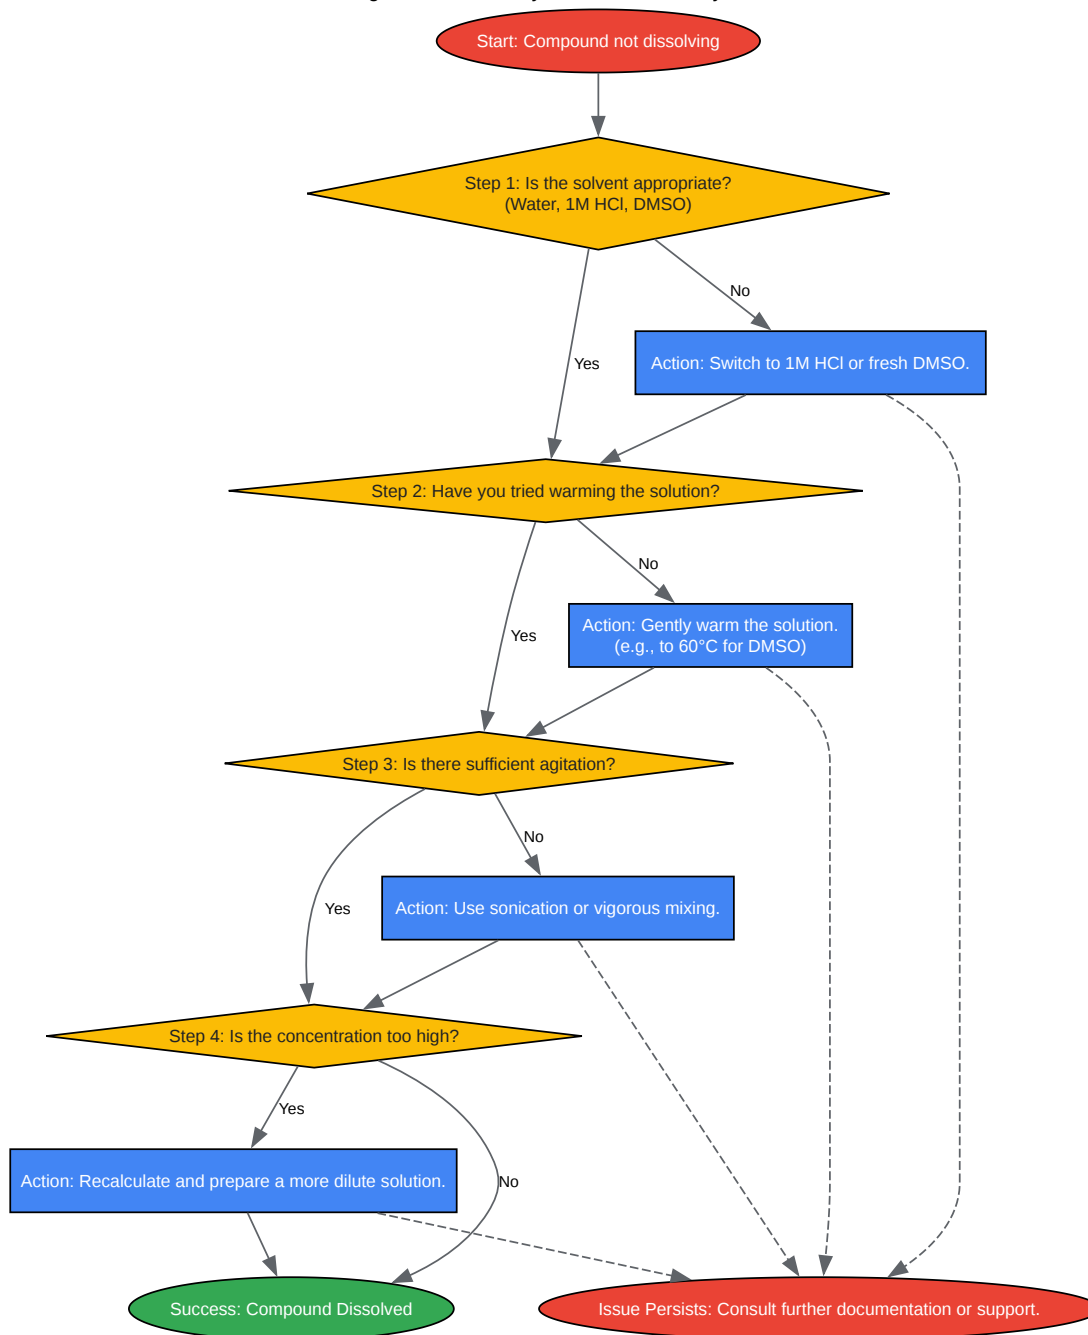 Start: Compound not dissolving
Step 1: Is the solvent appropriate?
(Water, 1M HCl, DMSO)
No
Yes
Action: Switch to 1M HCl or fresh DMSO.
Step 2: Have you tried warming the solution?
No
Yes
Action: Gently warm the solution.
(e.g., to 60°C for DMSO)
Step 3: Is there sufficient agitation?
No
Yes
Action: Use sonication or vigorous mixing.
Step 4: Is the concentration too high?
Yes
No
Action: Recalculate and prepare a more dilute solution.
Success: Compound Dissolved
Issue Persists: Consult further documentation or support.